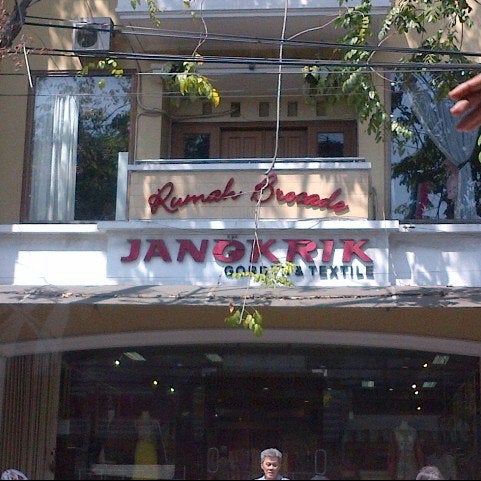 Rumah Brocade
JANGKRIK
GORDEN & TEXTILE